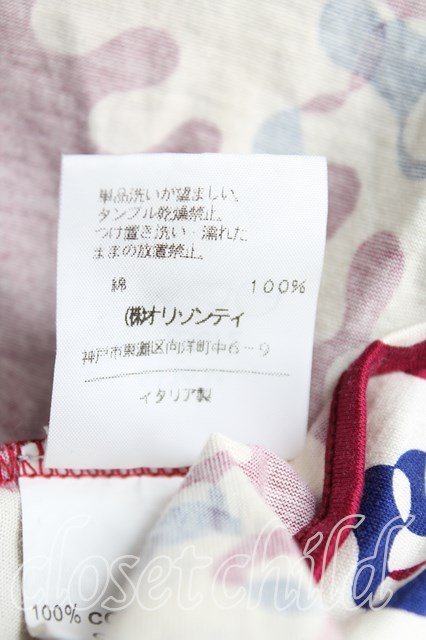 単品洗いが望ましい。
タンブル乾燥禁止。
つけ置き洗い・濡れた
ままの放置禁止。
綿 100%
㈱オリゾンティ
神戸市東灘区向洋町中6-9
イタリア製
100% CO
closet child